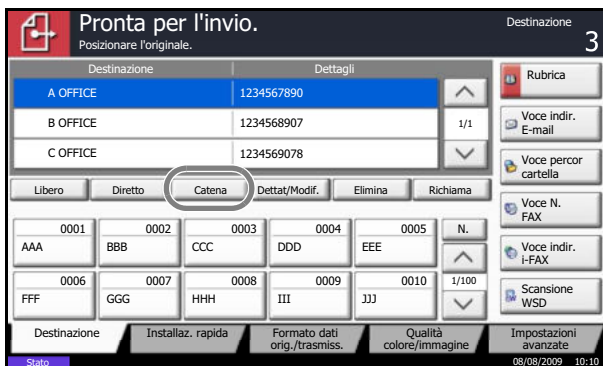 Pronta per l'invio.
Posizionare l'originale.
Destinazione
3
Destinazione Dettagli
A OFFICE 1234567890
B OFFICE 1234568907
C OFFICE 1234569078
1/1
Libero Diretto Catena Dettat/Modif. Elimina Richiama
0001 0002 0003 0004 0005 N.
AAA BBB CCC DDD EEE
0006 0007 0008 0009 0010 1/100
FFF GGG HHH III JJJ
Rubrica
Voce indir.
E-mail
Voce percor
cartella
Voce N.
FAX
Voce indir.
i-FAX
Scansione
WSD
Destinazione Installaz. rapida Formato dati
orig./trasmiss. Qualità
colore/immagine Impostazioni
avanzate
Stato 08/08/2009 10:10